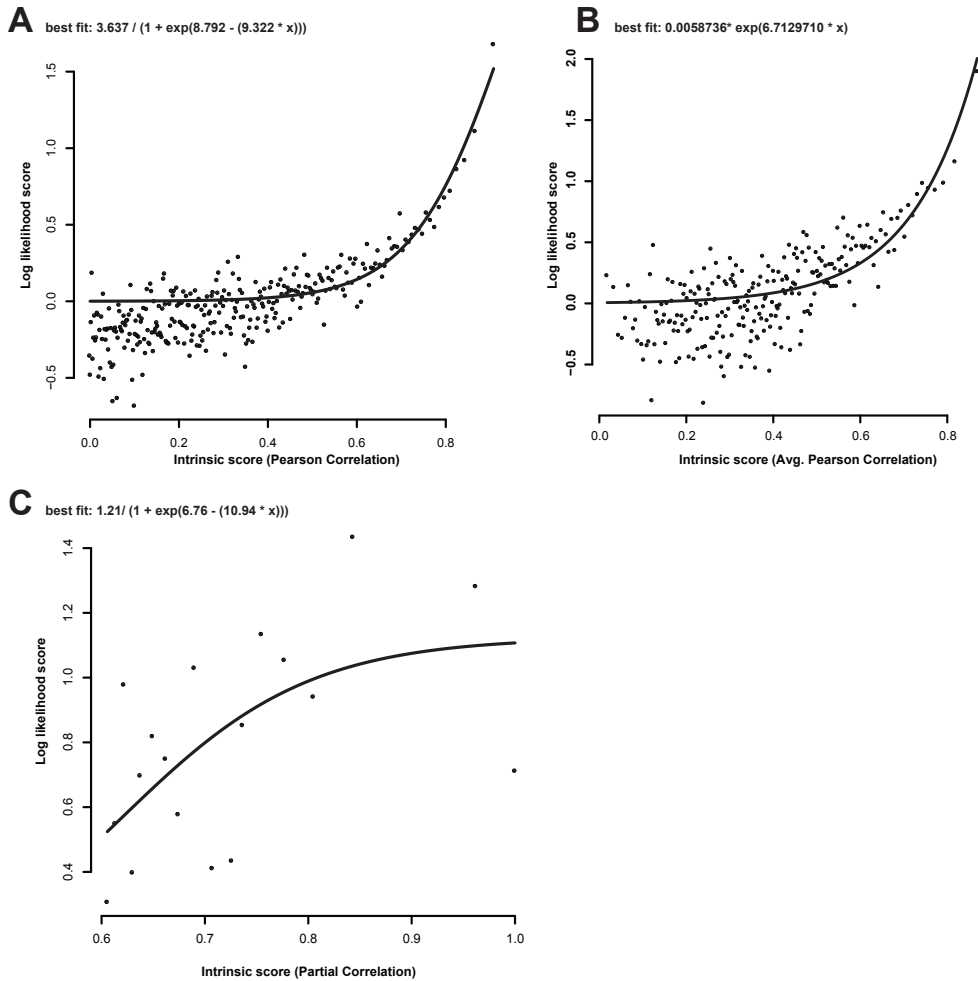 A best fit: 3.637 / (1 + exp(8.792 - (9.322 * x)))
Log likelihood score
1.5
1.0
0.5
0.0
−0.5
0.0 0.2 0.4 0.6 0.8
Intrinsic score (Pearson Correlation)
B best fit: 0.0058736* exp(6.7129710 * x)
Log likelihood score
2.0
1.5
1.0
0.5
0.0
−0.5
0.0 0.2 0.4 0.6 0.8
Intrinsic score (Avg. Pearson Correlation)
C best fit: 1.21/ (1 + exp(6.76 - (10.94 * x)))
Log likelihood score
1.4
1.2
1.0
0.8
0.6
0.4
0.6 0.7 0.8 0.9 1.0
Intrinsic score (Partial Correlation)